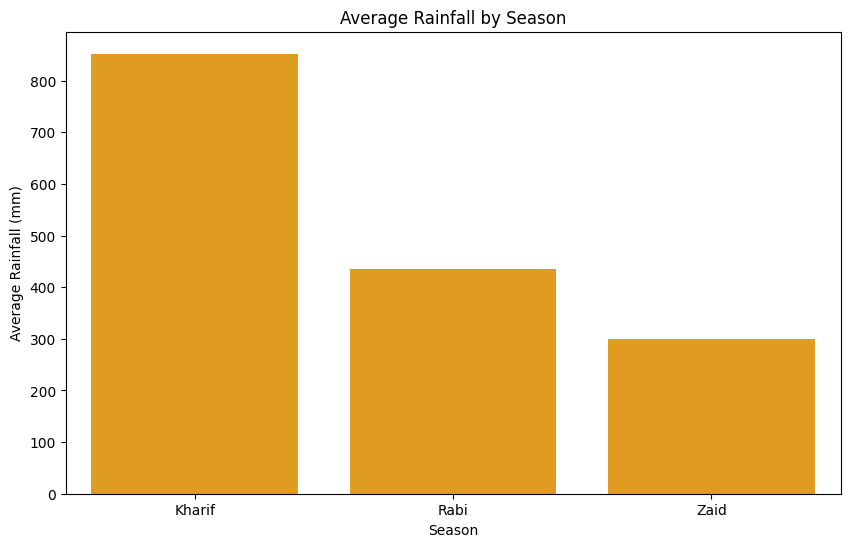 Average Rainfall by Season
Average Rainfall (mm)
800
700
600
500
400
300
200
100
0
Kharif Rabi Zaid
Season